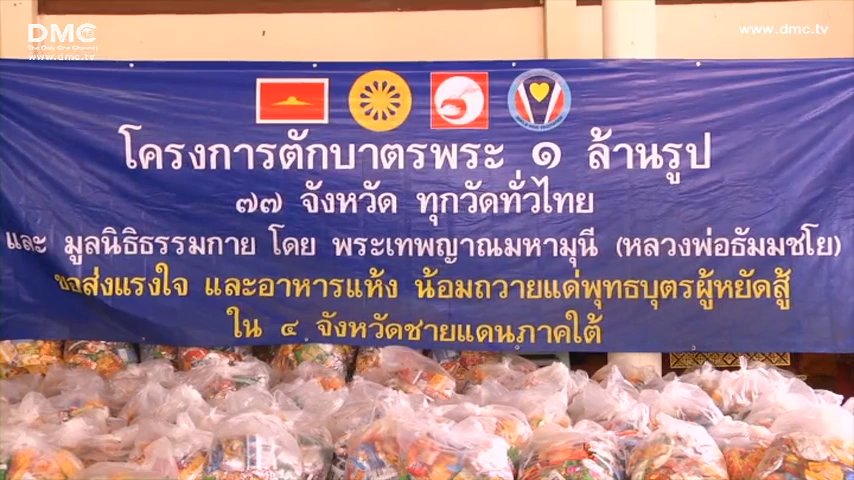 DMC
The Only One Channel
www.dmc.tv
www.dmc.tv
โครงการตักบาตรพระ ๑ ล้านรูป
๗๗ จังหวัด ทุกวัดทั่วไทย
และ มูลนิธิธรรมกาย โดย พระเทพญาณมหามุนี (หลวงพ่อธัมมชโย)
ขอส่งแรงใจ และอาหารแห้ง น้อมถวายแด่พุทธบุตรผู้หยัดสู้
ใน ๔ จังหวัดชายแดนภาคใต้